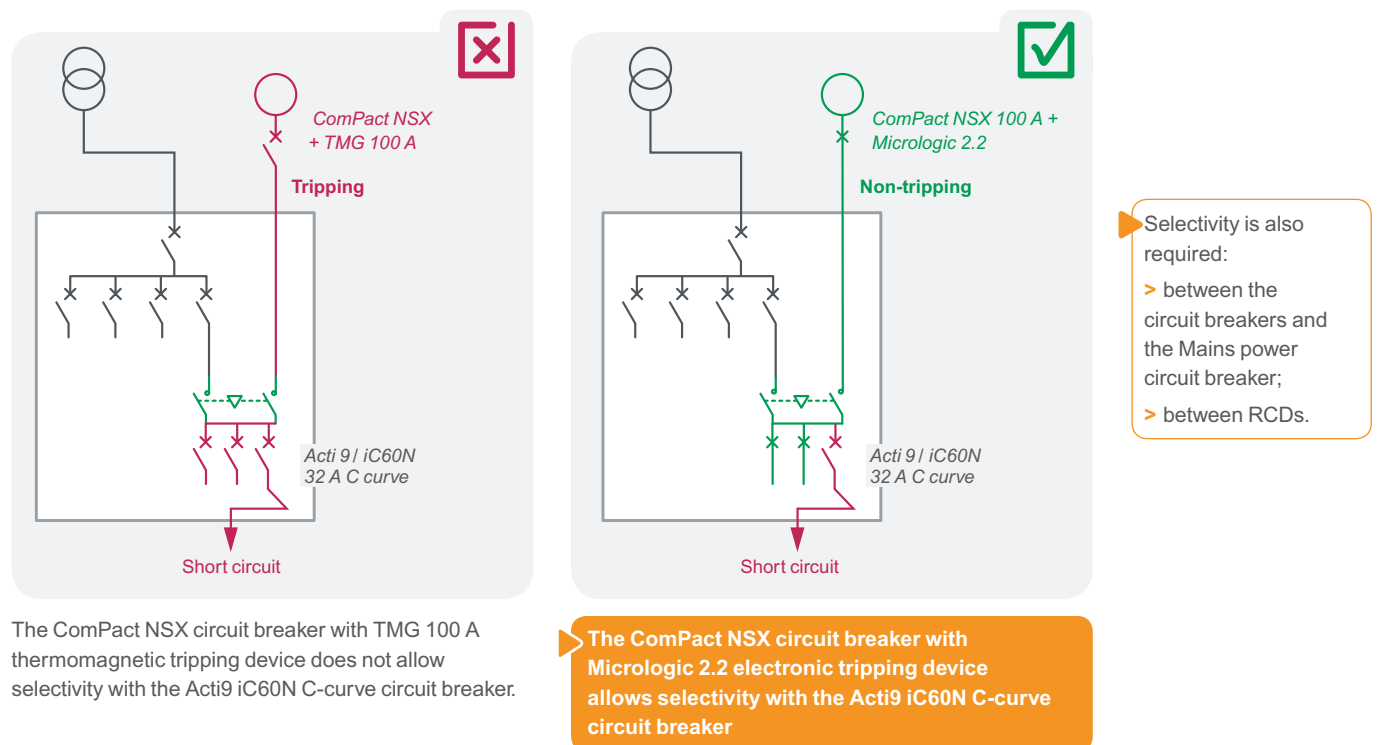 ComPact NSX
+ TMG 100 A
Tripping
Acti 9 / iC60N
32 A C curve
Short circuit
The ComPact NSX circuit breaker with TMG 100 A
thermomagnetic tripping device does not allow
selectivity with the Acti9 iC60N C-curve circuit breaker.
ComPact NSX 100 A +
Micrologic 2.2
Non-tripping
Acti 9 / iC60N
32 A C curve
Short circuit
The ComPact NSX circuit breaker with
Micrologic 2.2 electronic tripping device
allows selectivity with the Acti9 iC60N C-curve
circuit breaker
Selectivity is also
required:
> between the
circuit breakers and
the Mains power
circuit breaker;
> between RCDs.